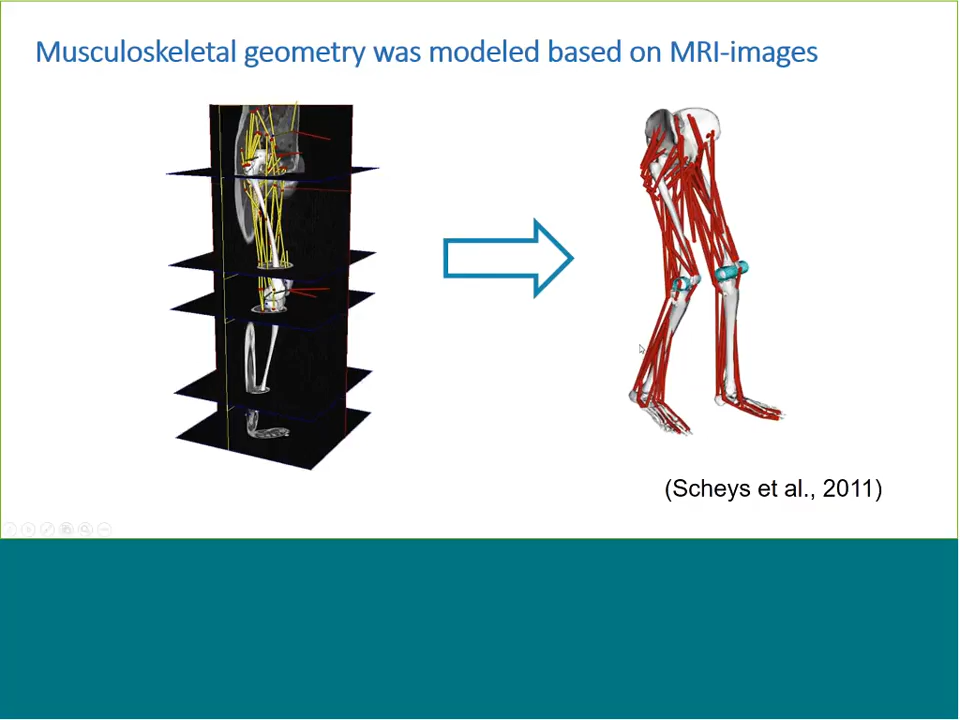 Musculoskeletal geometry was modeled based on MRI-images
(Scheys et al., 2011)